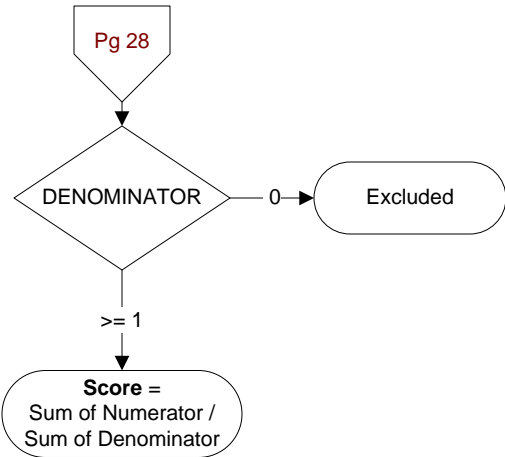 Pg 28
DENOMINATOR
0
Excluded
>= 1
Score =
Sum of Numerator /
Sum of Denominator